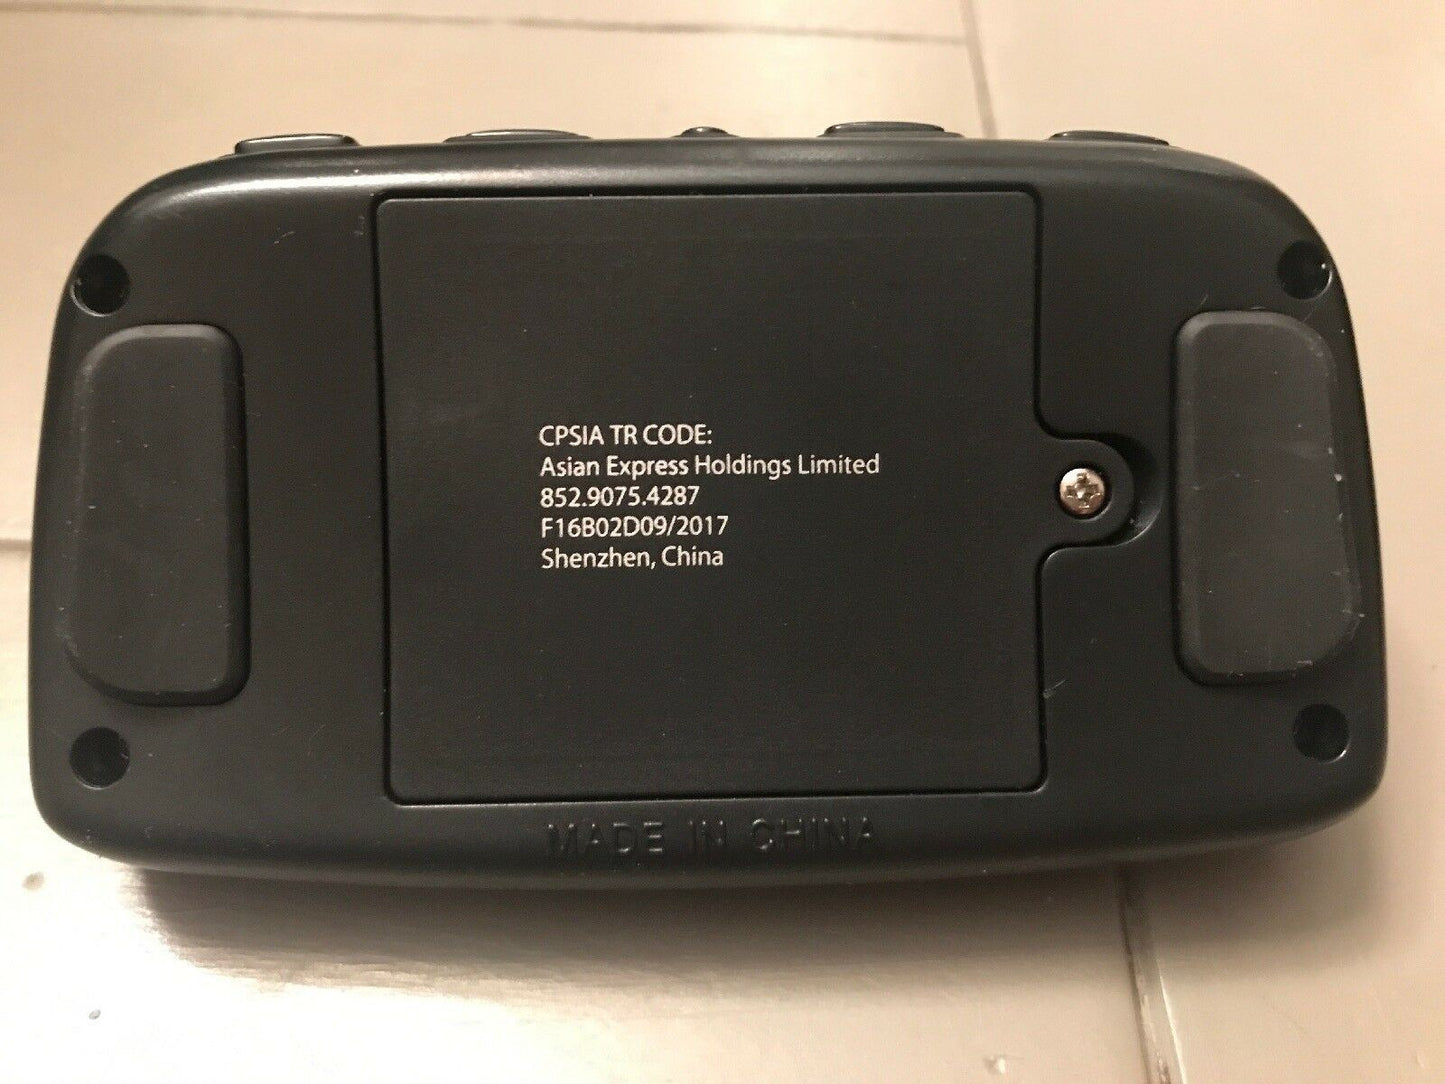 CPSIA TR CODE:
Asian Express Holdings Limited
852.9075.4287
F16B02D09/2017
Shenzhen, China
MADE IN CHINA